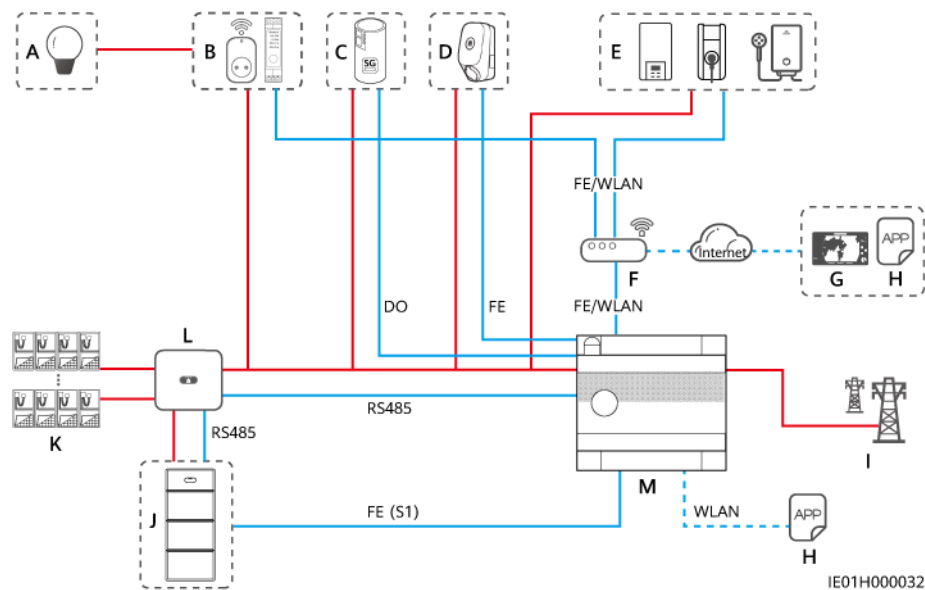 A
B
C
SG
D
E
FE/WLAN
Internet
APP
F
G
H
DO
FE
FE/WLAN
L
RS485
K
RS485
I
M
J
FE (S1)
WLAN
APP
H
IE01H000032